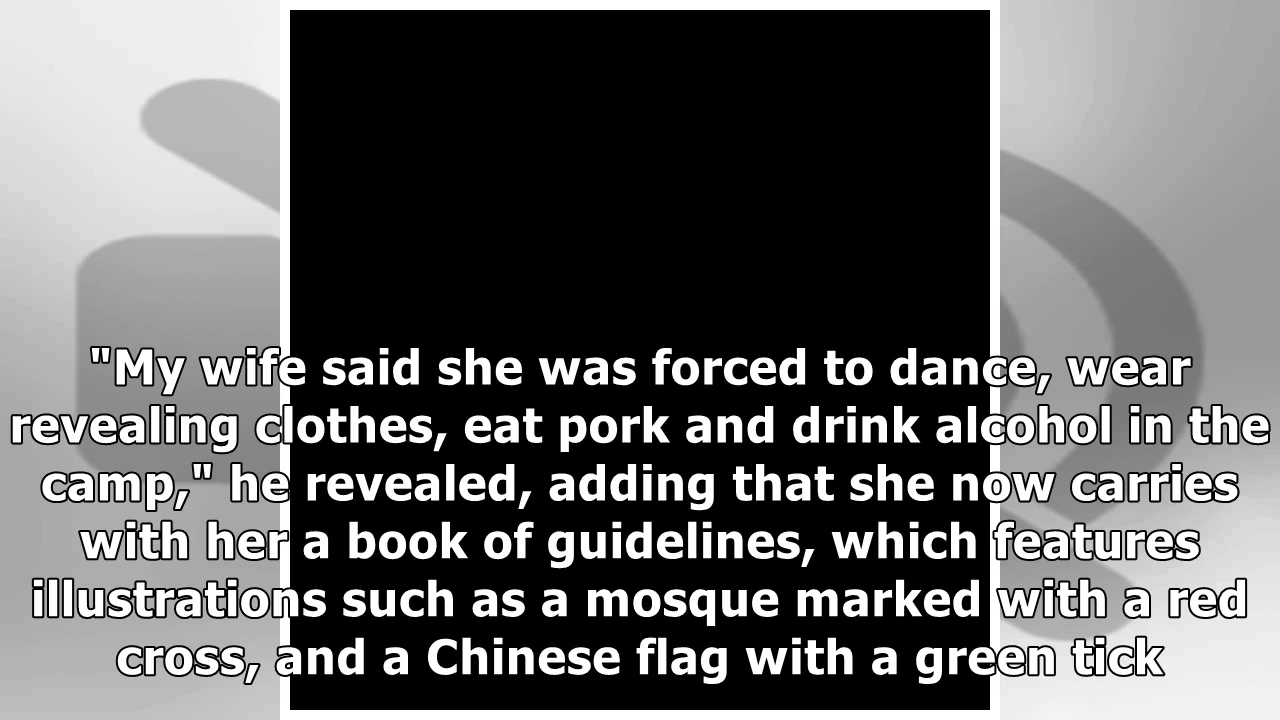 "My wife said she was forced to dance, wear
revealing clothes, eat pork and drink alcohol in the
camp," he revealed, adding that she now carries
with her a book of guidelines, which features
illustrations such as a mosque marked with a red
cross, and a Chinese flag with a green tick